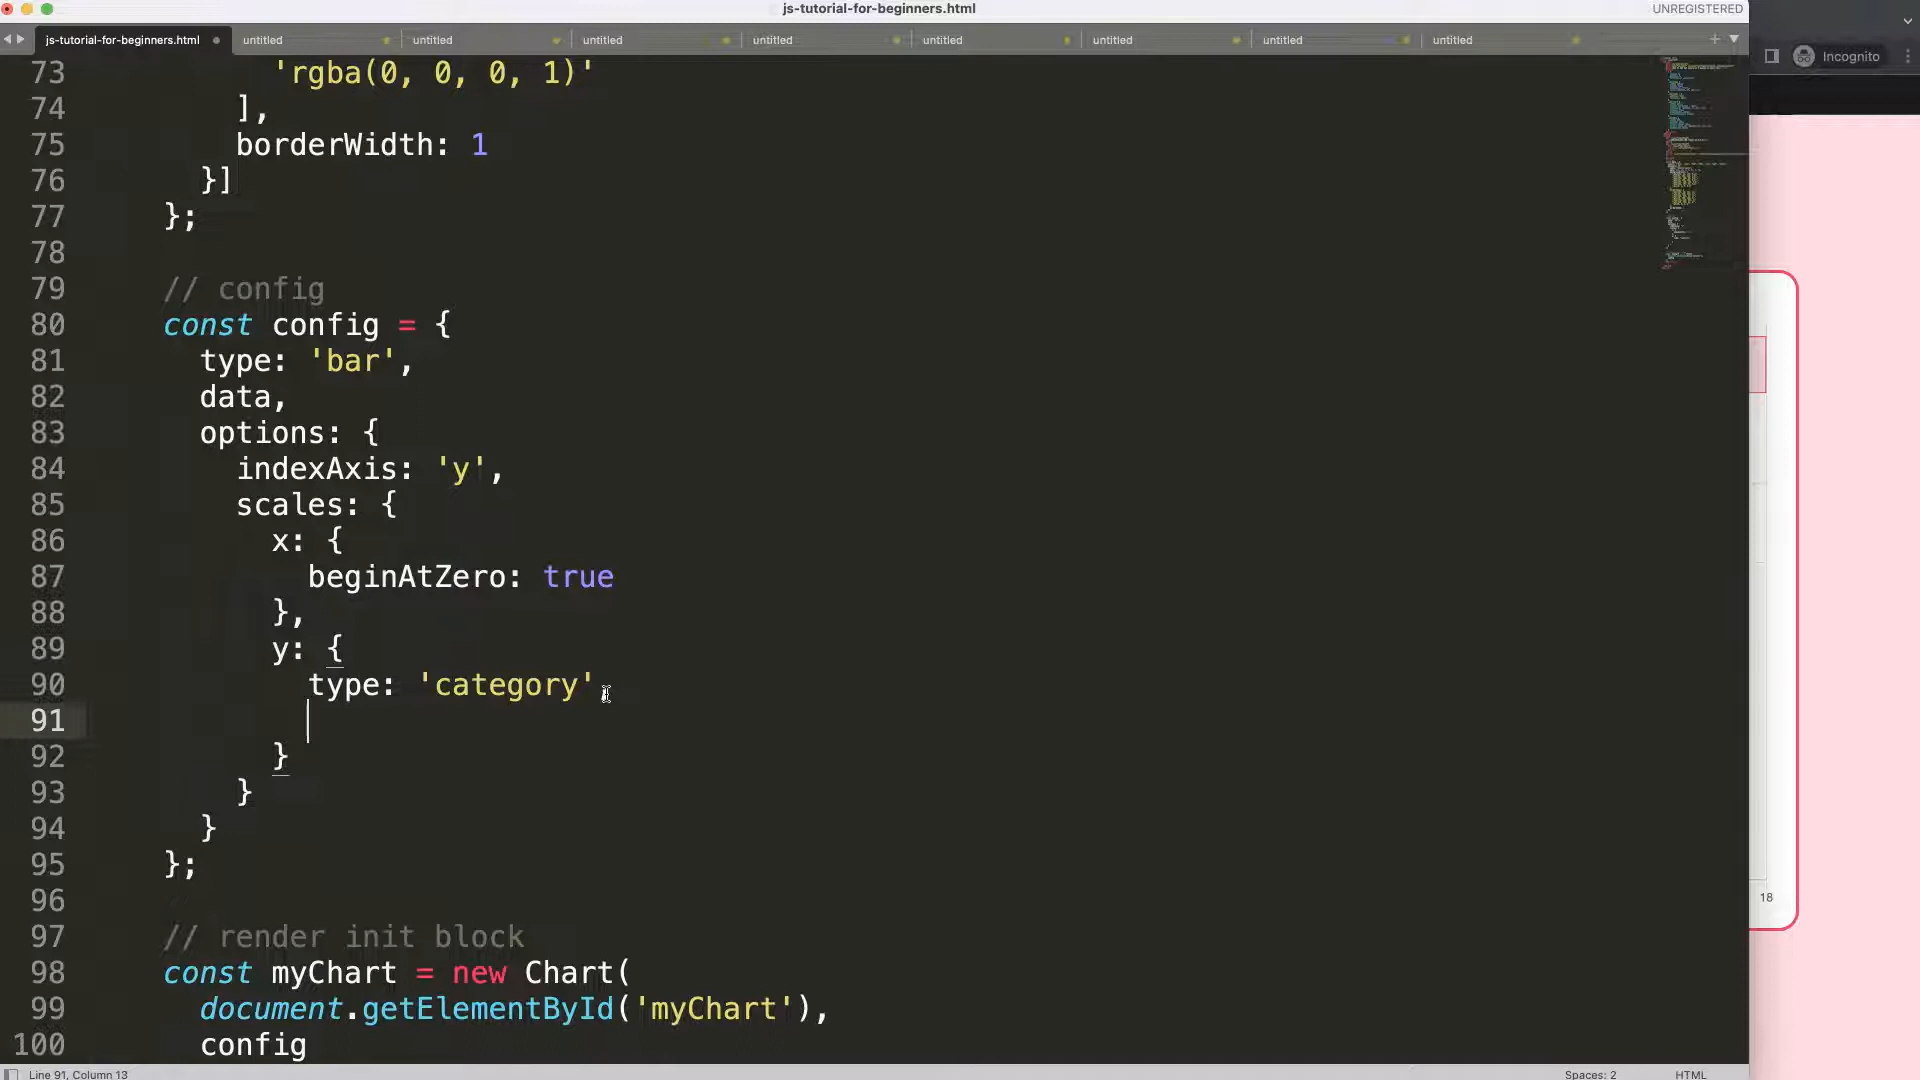 js-tutorial-for-beginners.html
UNREGISTERED
js-tutorial-for-beginners.html untitled untitled untitled untitled untitled untitled untitled untitled
Incognito
73 'rgba(0, 0, 0, 1)'
74 ],
75 borderWidth: 1
76 }]
77 };
78
79 // config
80 const config = {
81 type: 'bar',
82 data,
83 options: {
84 indexAxis: 'y',
85 scales: {
86 x: {
87 beginAtZero: true
88 },
89 y: {
90 type: 'category'
91
92 }
93 }
94 }
95 };
96
97 // render init block
98 const myChart = new Chart(
99 document.getElementById('myChart'),
100 config
18
Line 91, Column 13
Spaces: 2
HTML